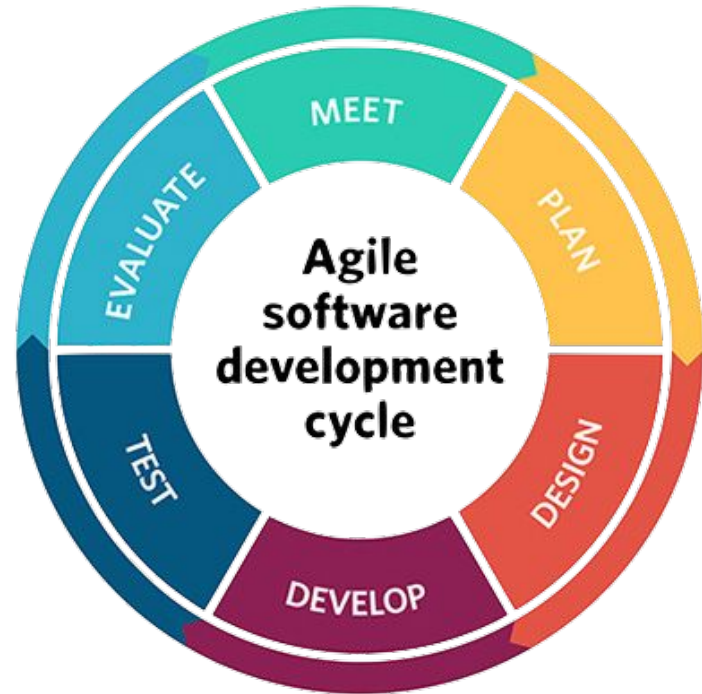 Agile
software
development
cycle
MEET
PLAN
DESIGN
DEVELOP
TEST
EVALUATE